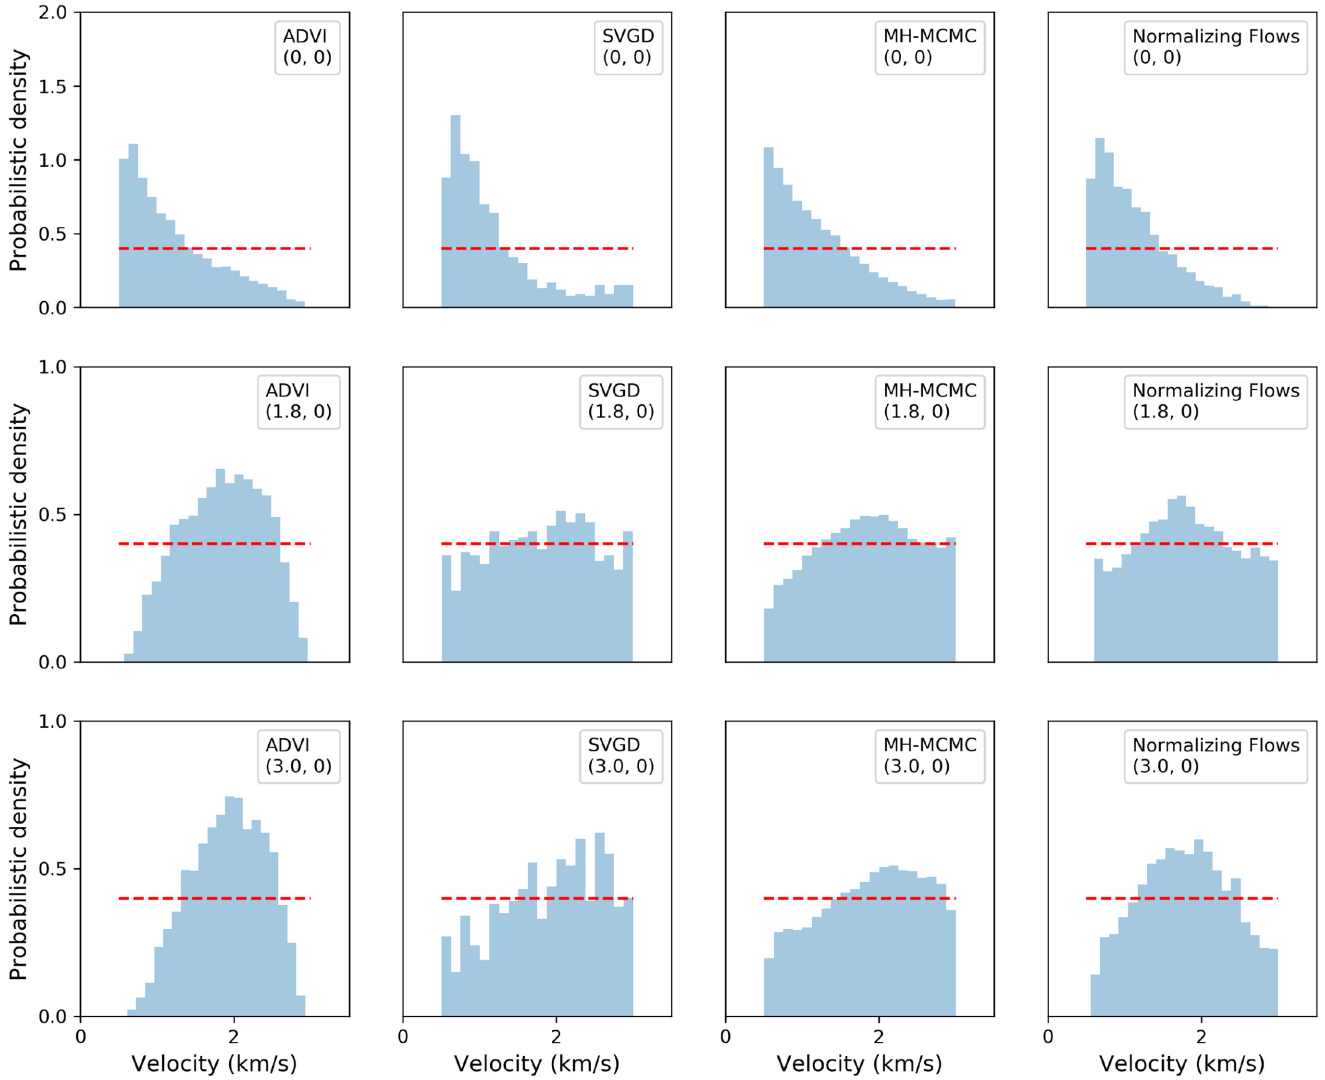 2.0
1.5
1.0
0.5
0.0
Probabilistic density
ADVI
(0, 0)
SVGD
(0, 0)
MH-MCMC
(0, 0)
Normalizing Flows
(0, 0)
1.0
0.5
0.0
Probabilistic density
ADVI
(1.8, 0)
SVGD
(1.8, 0)
MH-MCMC
(1.8, 0)
Normalizing Flows
(1.8, 0)
1.0
0.5
0.0
Probabilistic density
ADVI
(3.0, 0)
SVGD
(3.0, 0)
MH-MCMC
(3.0, 0)
Normalizing Flows
(3.0, 0)
0 2
0 2
0 2
0 2
Velocity (km/s)
Velocity (km/s)
Velocity (km/s)
Velocity (km/s)